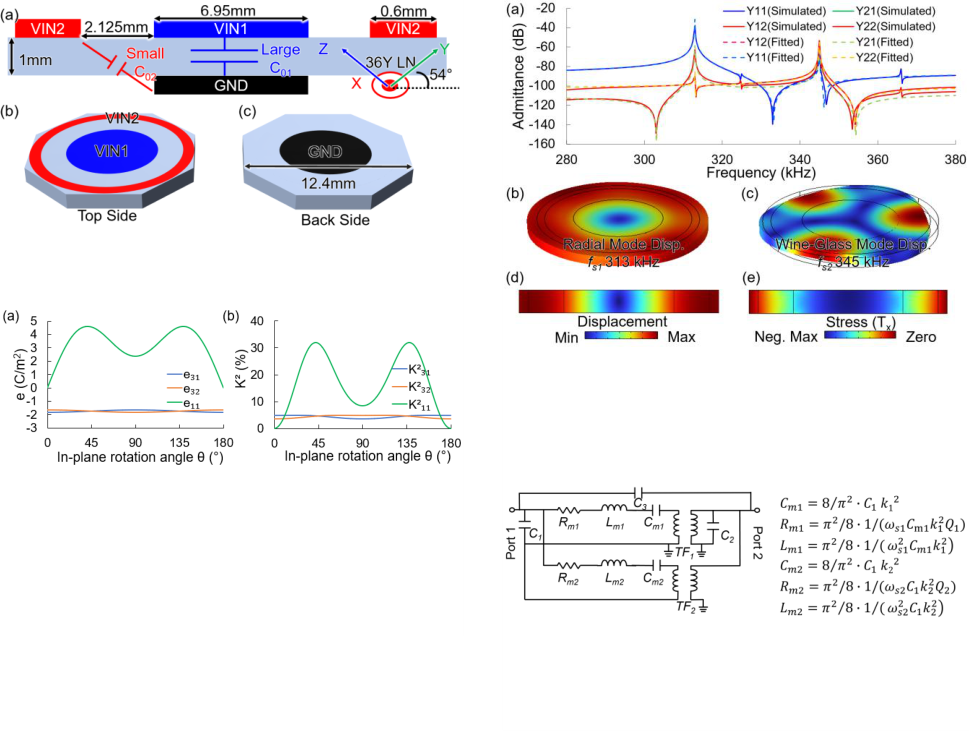 (a)
VIN2
6.95mm
VIN1
0.6mm
VIN2
2.125mm
1mm
Small
C₀₂
Large
C₀₁
GND
Z
Y
36Y LN
X
54°
(b)
VIN2
VIN1
Top Side
(c)
GND
12.4mm
Back Side
(a)
e (C/m²)
5
4
3
2
1
0
-1
-2
-3
e₃₁
e₃₂
e₁₁
0 45 90 135 180
In-plane rotation angle θ (°)
(b)
K² (%)
40
30
20
10
0
K²₃₁
K²₃₂
K²₁₁
0 45 90 135 180
In-plane rotation angle θ (°)
(a)
Admittance (dB)
-20
-40
-60
-80
-100
-120
-140
-160
Y11(Simulated) Y21(Simulated)
Y12(Simulated) Y22(Simulated)
Y12(Fitted) Y21(Fitted)
Y11(Fitted) Y22(Fitted)
280 300 320 340 360 380
Frequency (kHz)
(b)
Radial Mode Disp.
fs1 313 kHz
(c)
Wine-Glass Mode Disp.
fs2 345 kHz
(d)
Displacement
Min Max
(e)
Stress (Tₓ)
Neg. Max Zero
Port 1
C₃
Rm1 Lm1 Cm1
C₁
TF₁
C₂
Port 2
Rm2 Lm2 Cm2
TF₂
Cm1 = 8/π² · C₁ k₁²
Rm1 = π²/8 · 1/(ωs1Cm1k₁²Q₁)
Lm1 = π²/8 · 1/( ω²s1Cm1k₁²)
Cm2 = 8/π² · C₁ k₂²
Rm2 = π²/8 · 1/(ωs2C₁k₂²Q₂)
Lm2 = π²/8 · 1/( ω²s2C₁k₂²)